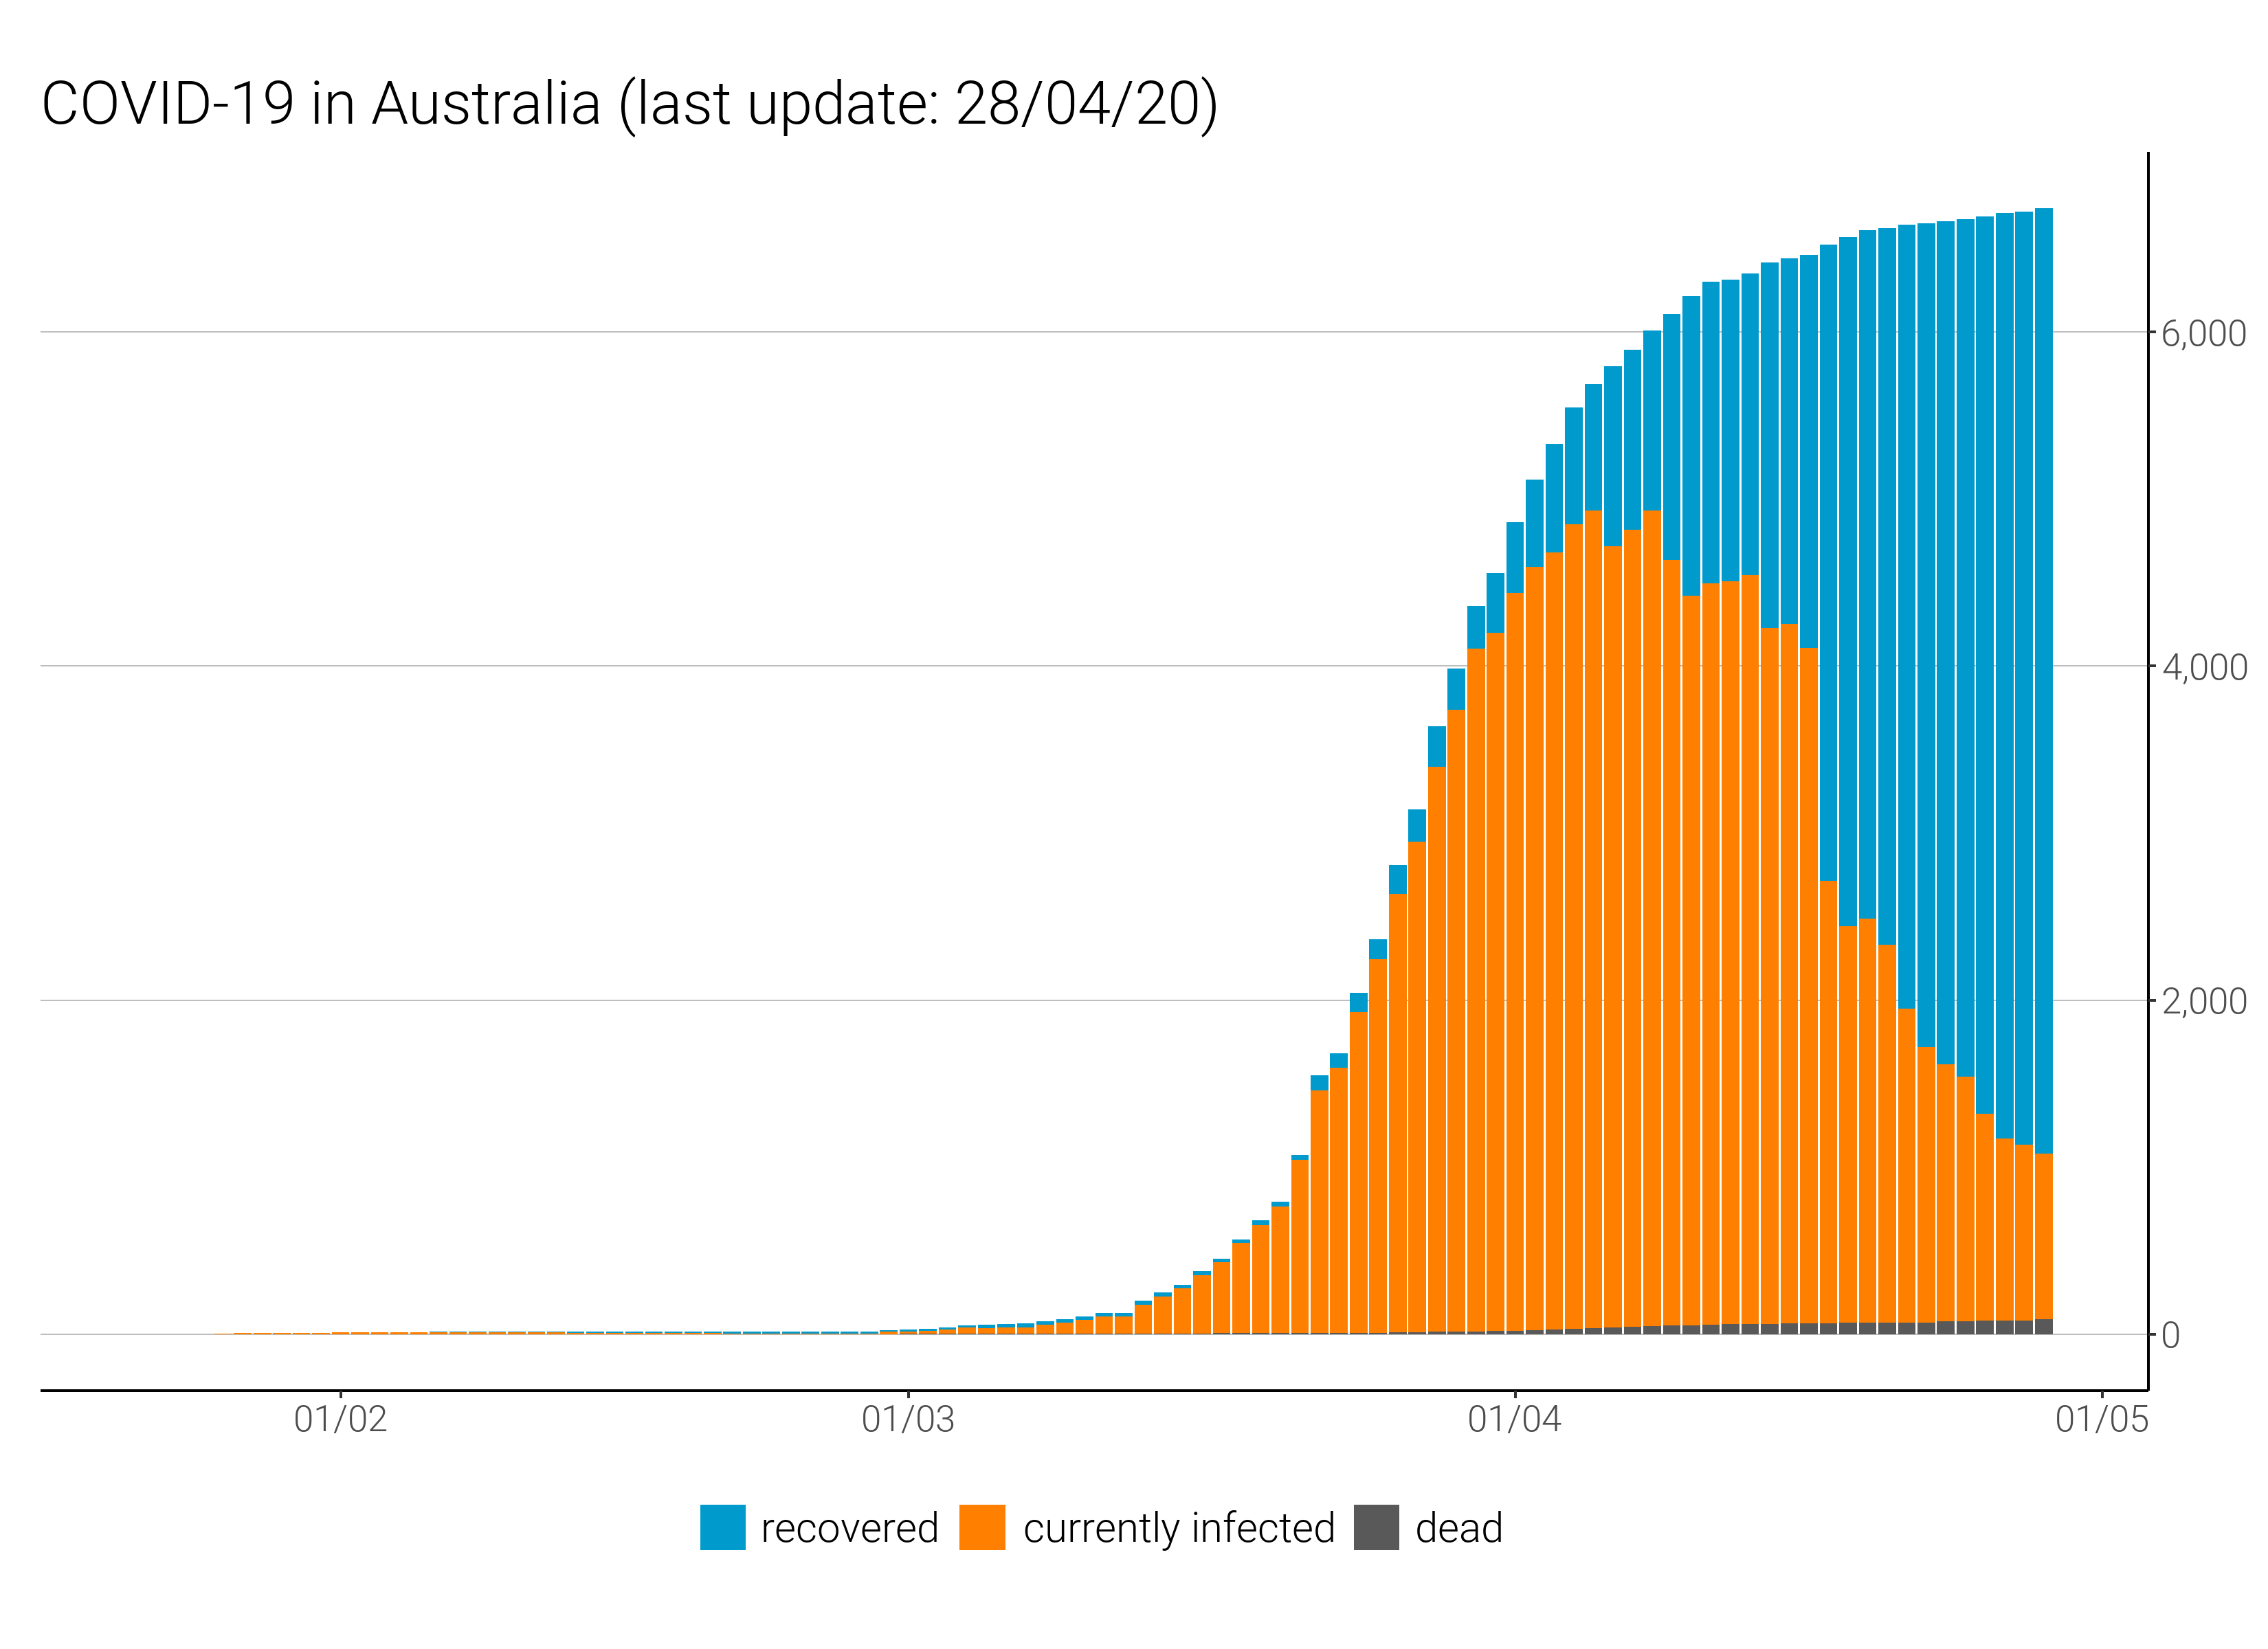 COVID-19 in Australia (last update: 28/04/20)
6,000
4,000
2,000
0
01/02 01/03 01/04 01/05
recovered currently infected dead